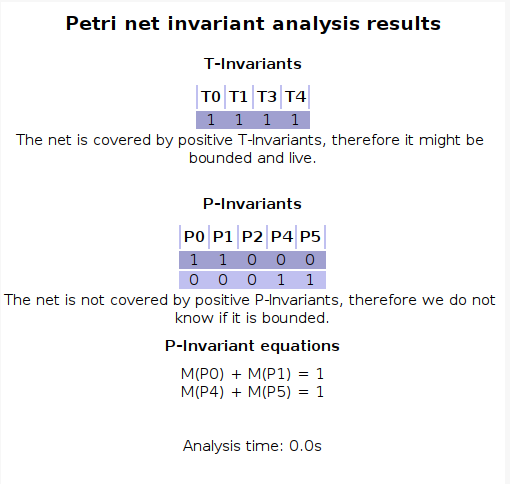 Petri net invariant analysis results
T-Invariants
T0 T1 T3 T4
1 1 1 1
The net is covered by positive T-Invariants, therefore it might be
bounded and live.
P-Invariants
P0 P1 P2 P4 P5
1 1 0 0 0
0 0 0 1 1
The net is not covered by positive P-Invariants, therefore we do not
know if it is bounded.
P-Invariant equations
M(P0) + M(P1) = 1
M(P4) + M(P5) = 1
Analysis time: 0.0s